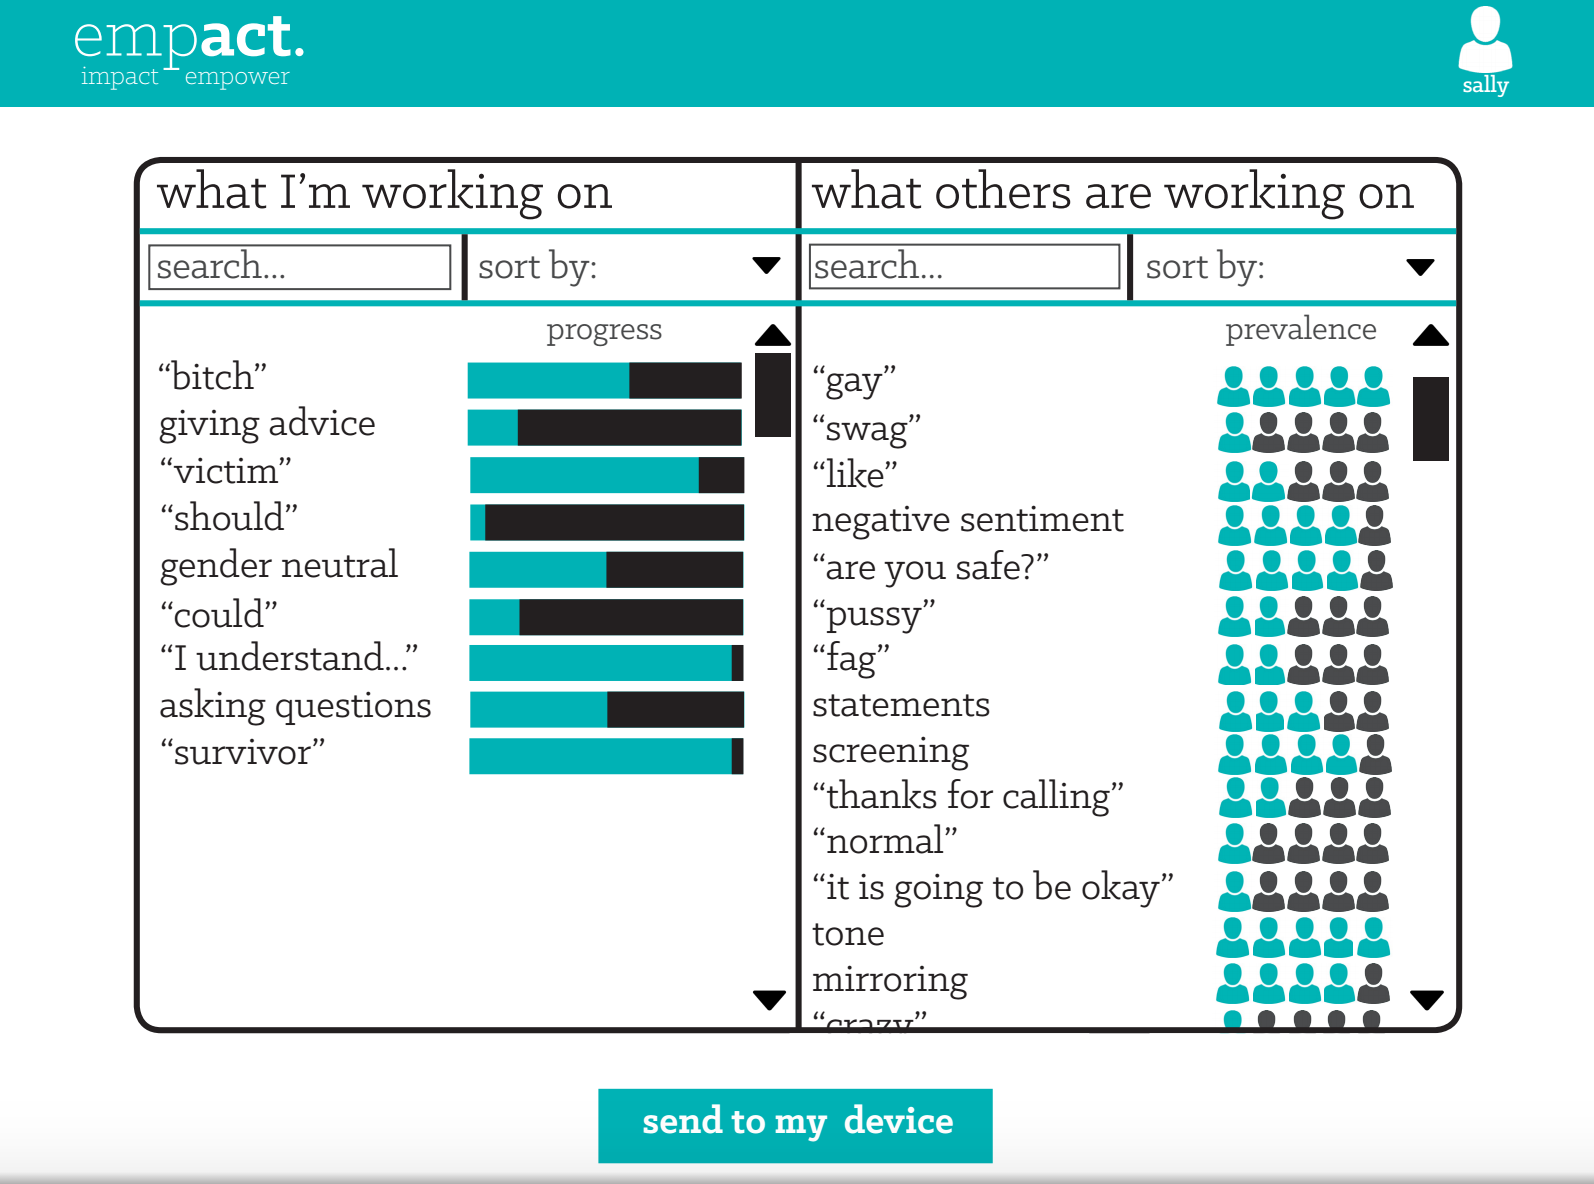 empact.
impact empower
sally
what I'm working on
search...
sort by:
progress
“bitch”
giving advice
“victim”
“should”
gender neutral
“could”
“I understand...”
asking questions
“survivor”
what others are working on
search...
sort by:
prevalence
“gay”
“swag”
“like”
negative sentiment
“are you safe?”
“pussy”
“fag”
statements
screening
“thanks for calling”
“normal”
“it is going to be okay”
tone
mirroring
“crazy”
send to my device